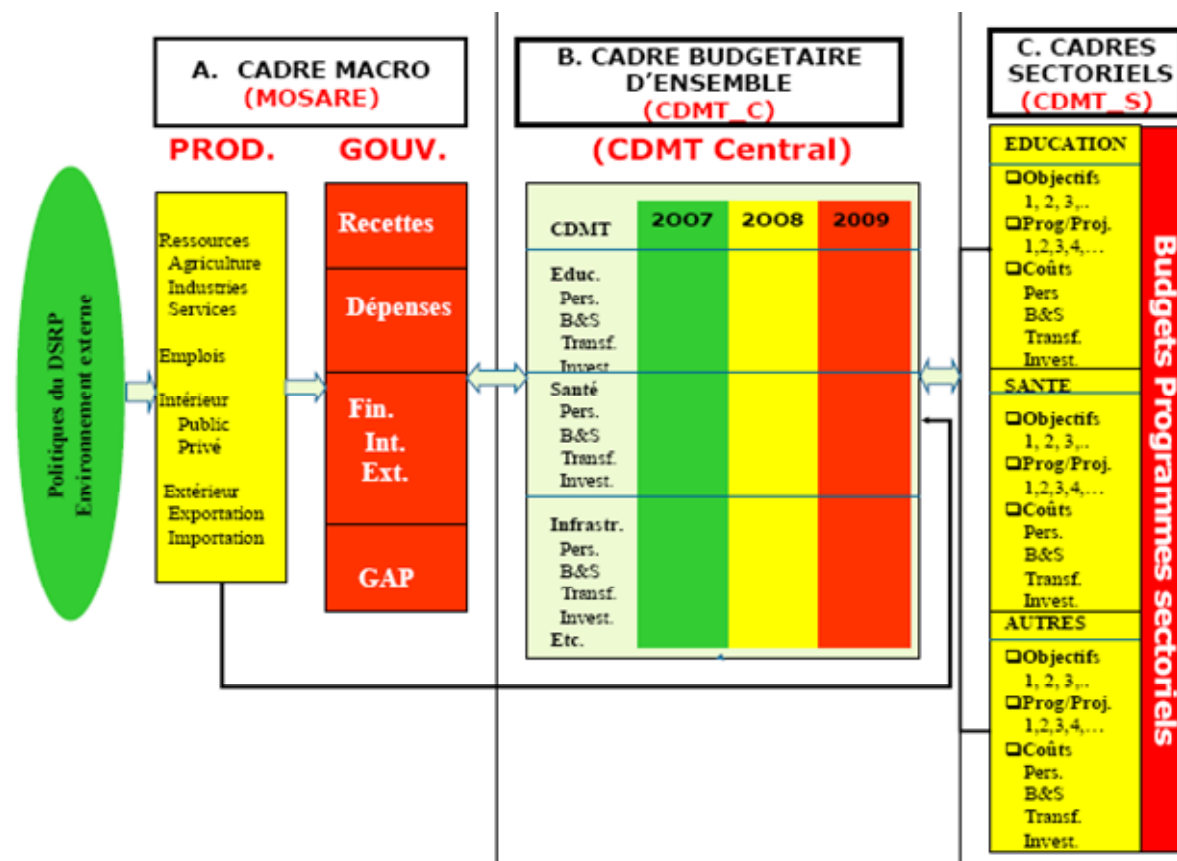 A. CADRE MACRO
(MOSARE)
PROD.
GOUV.
Politiques du DSRP
Environnement externe
Ressources
Agriculture
Industries
Services
Emplois
Intérieur
Public
Privé
Extérieur
Exportation
Importation
Recettes
Dépenses
Fin.
Int.
Ext.
GAP
B. CADRE BUDGETAIRE
D'ENSEMBLE
(CDMT_C)
(CDMT Central)
CDMT
2007
2008
2009
Educ.
Pers.
B&S
Transf.
Invest.
Santé
Pers.
B&S
Transf.
Invest.
Infrastr.
Pers.
B&S
Transf.
Invest.
Etc.
C. CADRES
SECTORIELS
(CDMT_S)
EDUCATION
❑Objectifs
1, 2, 3,..
❑Prog/Proj.
1,2,3,4,…
❑Coûts
Pers
B&S
Transf.
Invest.
SANTE
❑Objectifs
1, 2, 3,..
❑Prog/Proj.
1,2,3,4,…
❑Coûts
Pers.
B&S
Transf.
Invest.
AUTRES
❑Objectifs
1, 2, 3,..
❑Prog/Proj.
1,2,3,4,…
❑Coûts
Pers.
B&S
Transf.
Invest.
Budgets Programmes sectoriels